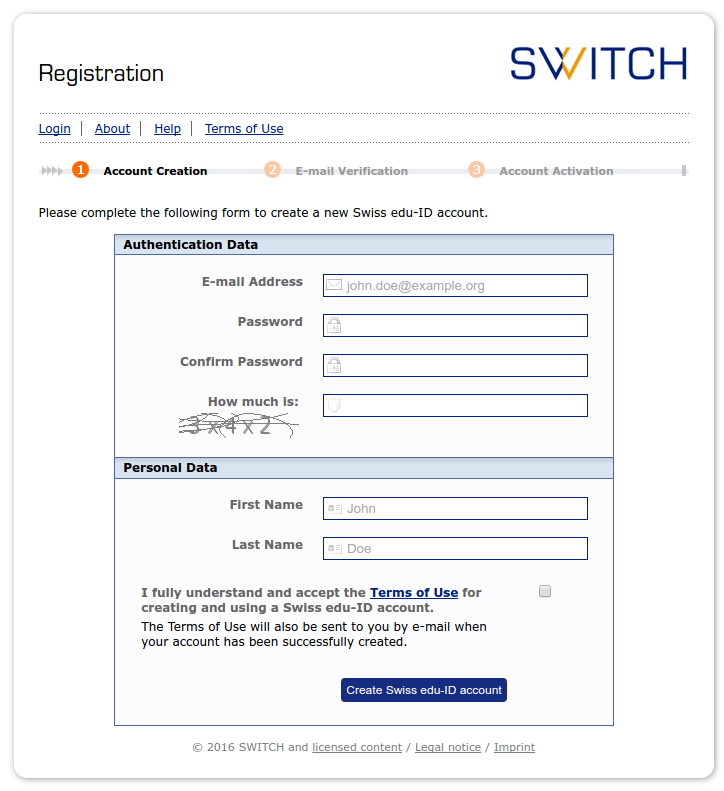 Registration
SWITCH
Login About Help Terms of Use
1 Account Creation 2 E-mail Verification 3 Account Activation
Please complete the following form to create a new Swiss edu-ID account.
Authentication Data
E-mail Address john.doe@example.org
Password
Confirm Password
How much is:
3 x 4 x 2
Personal Data
First Name John
Last Name Doe
I fully understand and accept the Terms of Use for
creating and using a Swiss edu-ID account.
The Terms of Use will also be sent to you by e-mail when
your account has been successfully created.
Create Swiss edu-ID account
© 2016 SWITCH and licensed content / Legal notice / Imprint